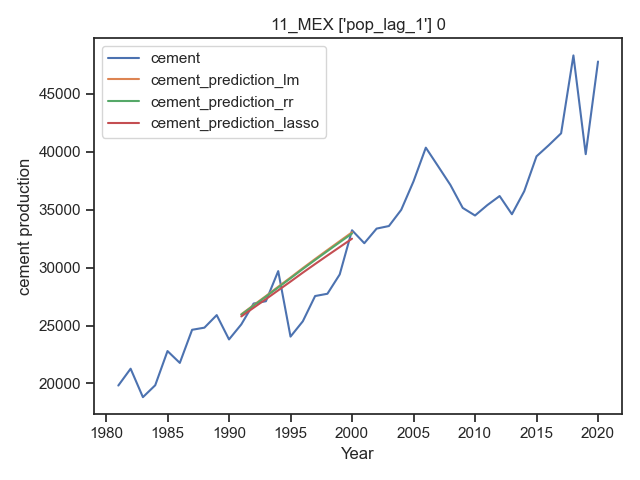 11_MEX ['pop_lag_1'] 0
cement
cement_prediction_lm
cement_prediction_rr
cement_prediction_lasso
cement production
45000
40000
35000
30000
25000
20000
1980 1985 1990 1995 2000 2005 2010 2015 2020
Year